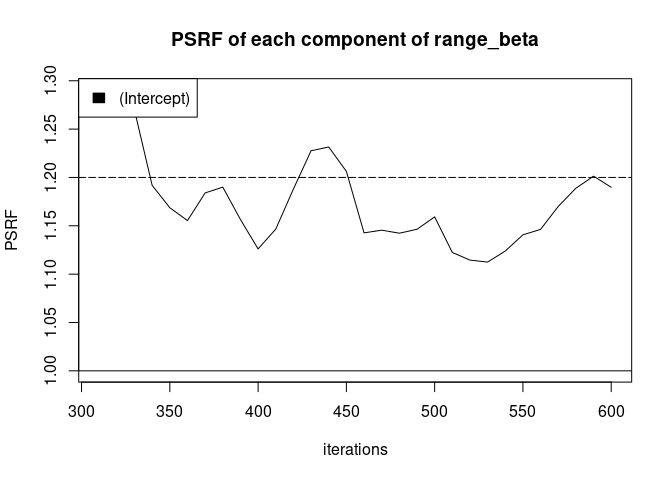 PSRF of each component of range_beta
(Intercept)
1.30
1.25
1.20
1.15
1.10
1.05
1.00
PSRF
300 350 400 450 500 550 600
iterations